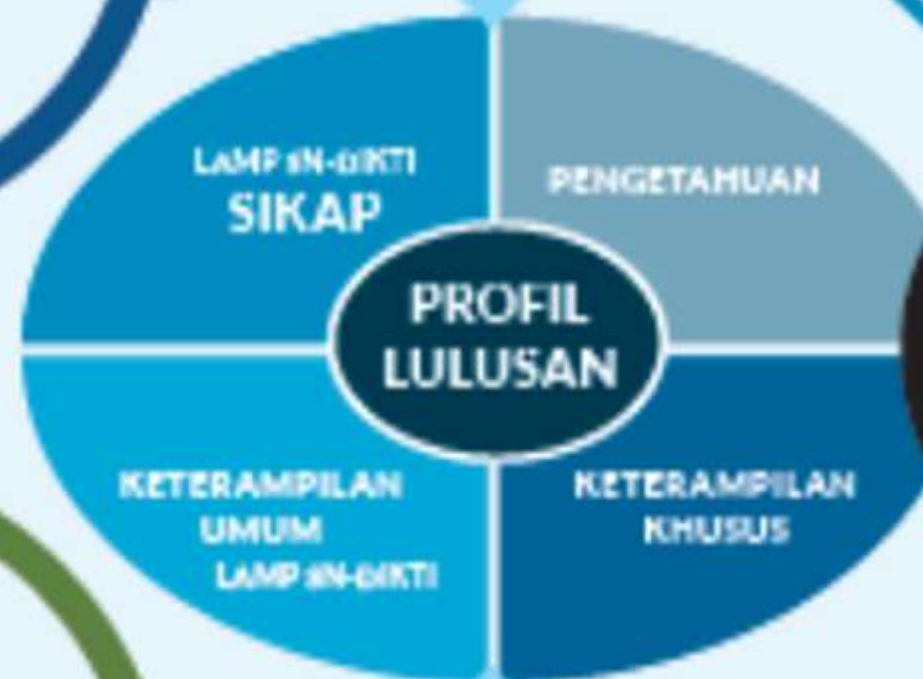 LAMP SN-DIKTI
SIKAP
PENGETAHUAN
PROFIL
LULUSAN
KETERAMPILAN
UMUM
LAMP SN-DIKTI
KETERAMPILAN
KHUSUS